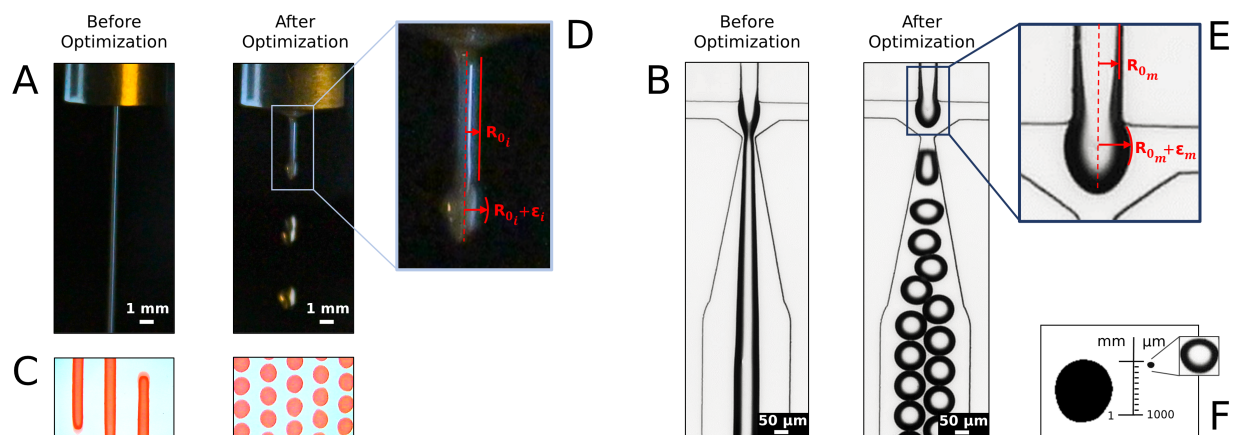 Before
Optimization
After
Optimization
D
Before
Optimization
After
Optimization
E
A
B
R₀ᵢ
R₀ᵢ+εᵢ
R₀ₘ
R₀ₘ+εₘ
1 mm
1 mm
C
mm μm
1 1000
50 μm
50 μm
F